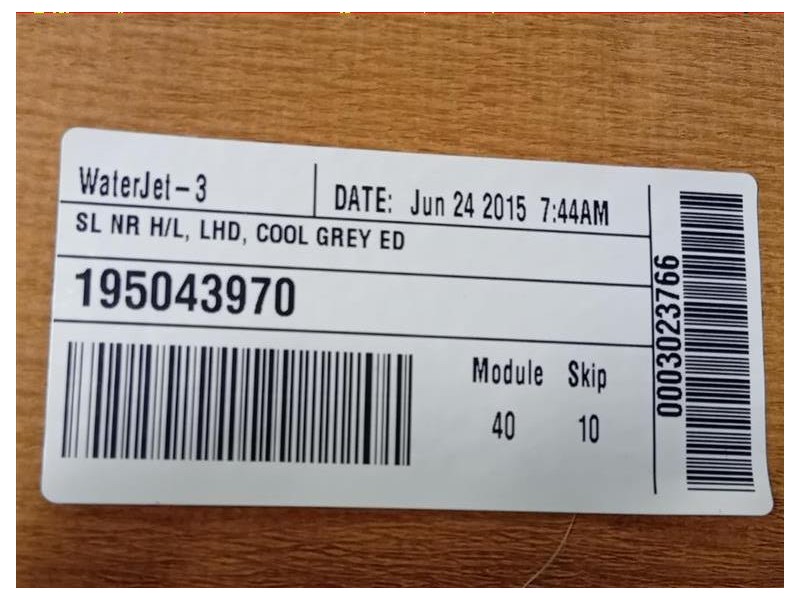 WaterJet-3
DATE: Jun 24 2015 7:44AM
SL NR H/L, LHD, COOL GREY ED
195043970
Module Skip
40 10
0003023766